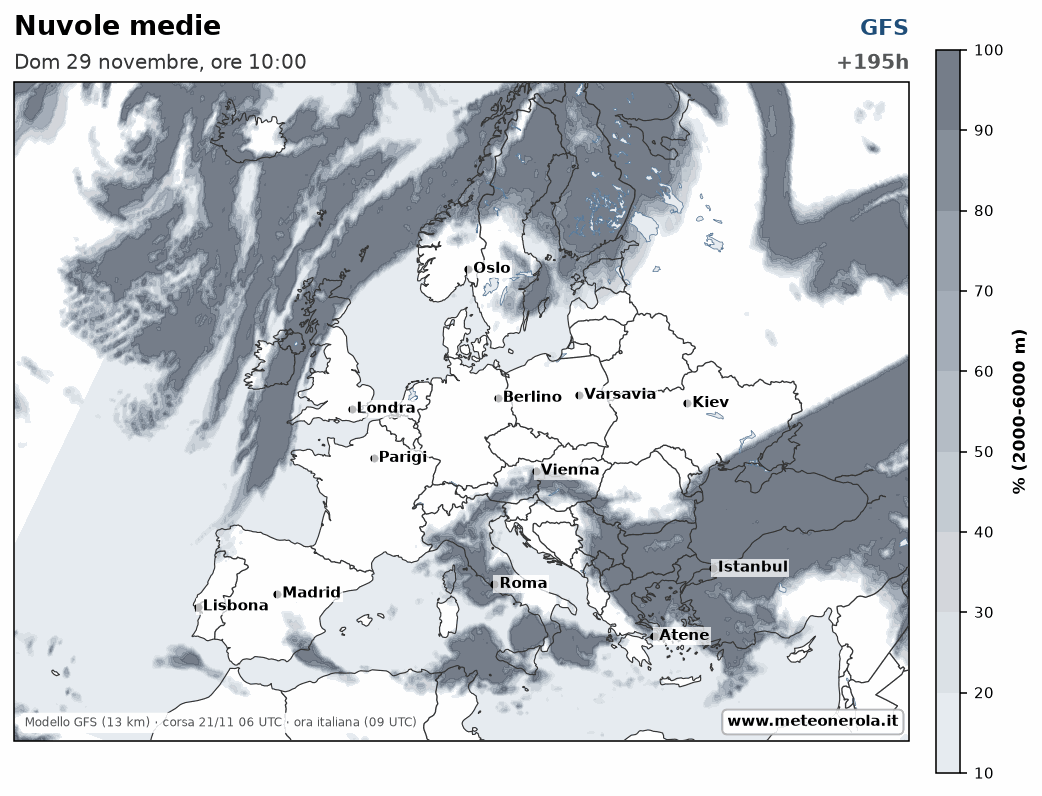 Nuvole medie
GFS
Dom 29 novembre, ore 10:00
+195h
100
90
80
70
60
50
40
30
20
10
% (2000-6000 m)
Oslo
Londra
Berlino
Varsavia
Kiev
Parigi
Vienna
Istanbul
Roma
Madrid
Lisbona
Atene
Modello GFS (13 km) · corsa 21/11 06 UTC · ora italiana (09 UTC)
www.meteonerola.it